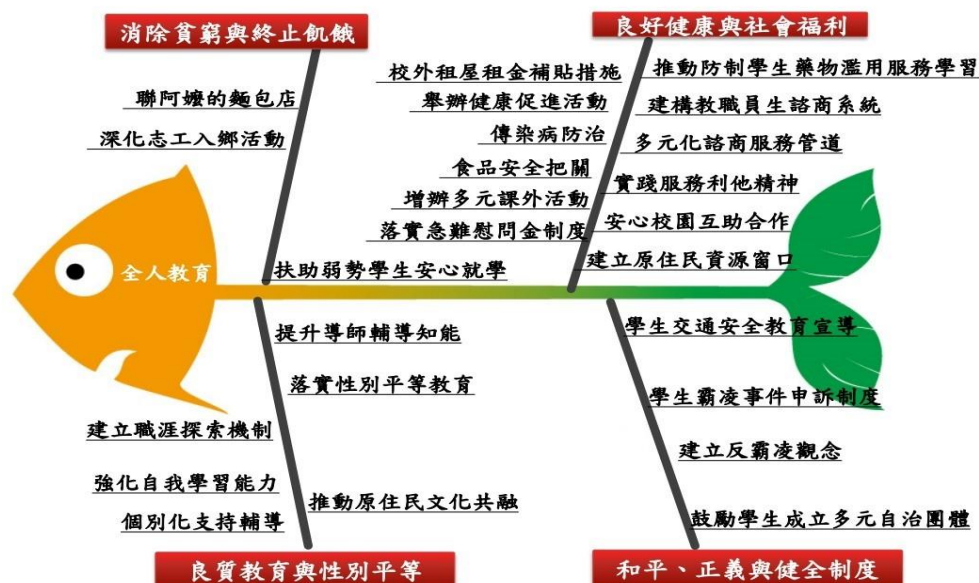 消除貧窮與終止飢餓
良好健康與社會福利
聯阿嬤的麵包店
深化志工入鄉活動
扶助弱勢學生安心就學
校外租屋租金補貼措施
舉辦健康促進活動
傳染病防治
食品安全把關
增辦多元課外活動
落實急難慰問金制度
推動防制學生藥物濫用服務學習
建構教職員生諮商系統
多元化諮商服務管道
實踐服務利他精神
安心校園互助合作
建立原住民資源窗口
全人教育
提升導師輔導知能
落實性別平等教育
建立職涯探索機制
強化自我學習能力
個別化支持輔導
推動原住民文化共融
學生交通安全教育宣導
學生霸凌事件申訴制度
建立反霸凌觀念
鼓勵學生成立多元自治團體
良質教育與性別平等
和平、正義與健全制度